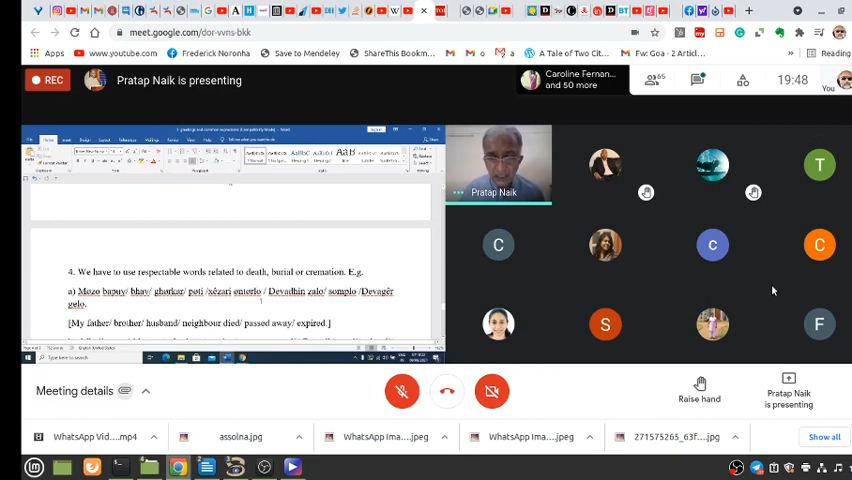 meet.google.com/dor-vvns-bkk
Apps
www.youtube.com
Frederick Noronha
Save to Mendeley
ShareThis Bookm...
A Tale of Two Cit...
Fw: Goa - 2 Articl...
Reading
REC
Pratap Naik is presenting
Caroline Fernan...
and 50 more
65
19:48
You
4. We have to use respectable words related to death, burial or cremation. E.g.
a) Mozo bapuy/ bhav/ ghorkar/ poti /xêzari ontorlo / Devadhin zalo/ somplo /Devagêr
gelo.
[My father/ brother/ husband/ neighbour died/ passed away/ expired.]
Pratap Naik
T
C
c
C
S
F
Meeting details
Raise hand
Pratap Naik
is presenting
WhatsApp Vid....mp4
assolna.jpg
WhatsApp Ima....jpeg
WhatsApp Ima....jpeg
271575265_63f....jpg
Show all